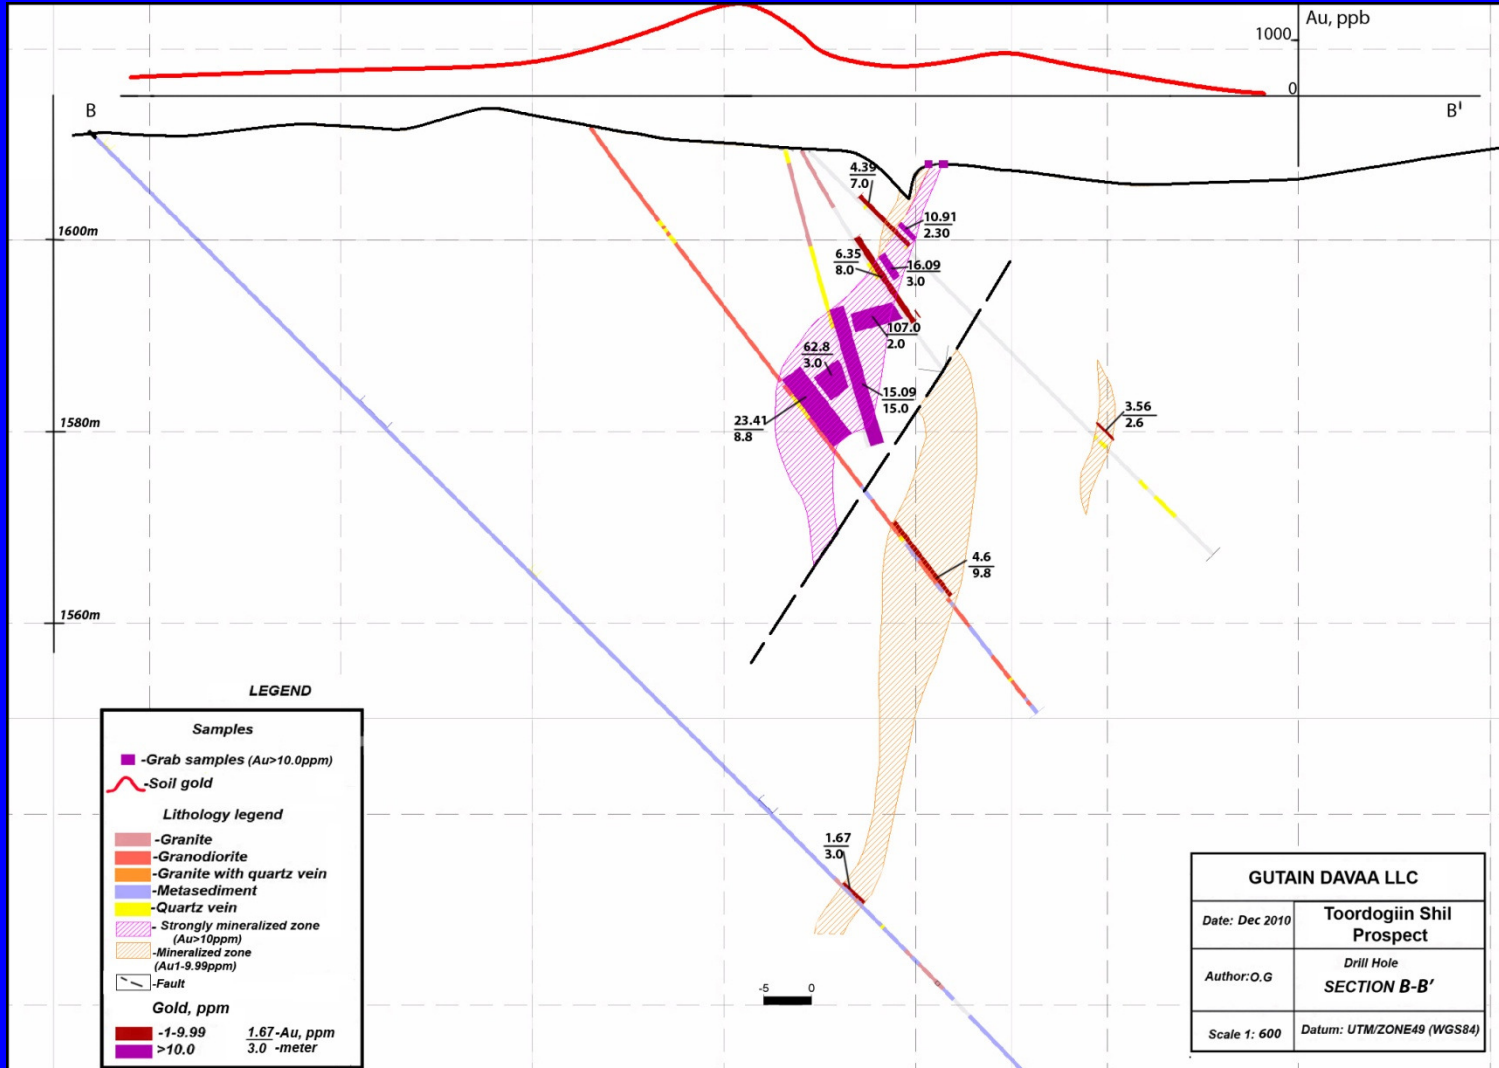 Au, ppb
1000
0
B
B'
4.39
7.0
10.91
2.30
1600m
6.35
8.0
16.09
3.0
107.0
2.0
62.8
3.0
15.09
15.0
23.41
8.8
3.56
2.6
1580m
4.6
9.8
1560m
1.67
3.0
-5 0
LEGEND
Samples
-Grab samples (Au>10.0ppm)
-Soil gold
Lithology legend
-Granite
-Granodiorite
-Granite with quartz vein
-Metasediment
-Quartz vein
- Strongly mineralized zone
(Au>10ppm)
-Mineralized zone
(Au1-9.99ppm)
-Fault
Gold, ppm
-1-9.99
>10.0
1.67-Au, ppm
3.0 -meter
GUTAIN DAVAA LLC
Date: Dec 2010
Toordogiin Shil
Prospect
Author:O.G
Drill Hole
SECTION B-B'
Scale 1: 600
Datum: UTM/ZONE49 (WGS84)